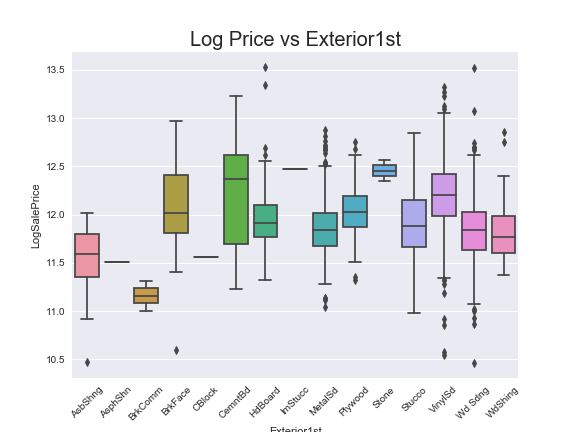 Log Price vs Exterior1st
13.5
13.0
12.5
12.0
11.5
11.0
10.5
LogSalePrice
AsbShng
AsphShn
BrkComm
BrkFace
CBlock
CemntBd
HdBoard
ImStucc
MetalSd
Plywood
Stone
Stucco
VinylSd
Wd Sdng
WdShing
Exterior1st